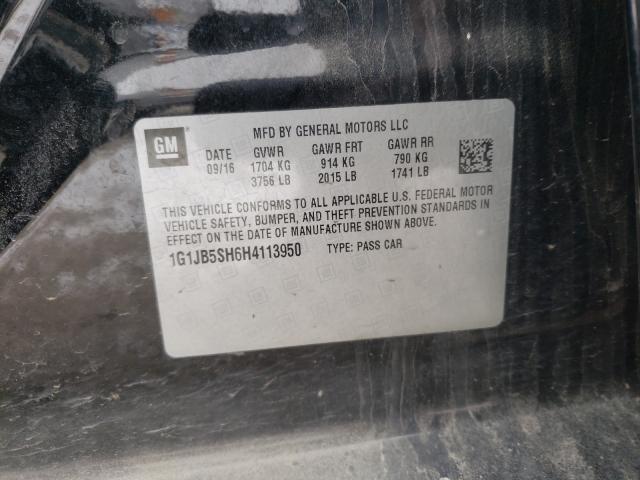 GM
MFD BY GENERAL MOTORS LLC
DATE GVWR GAWR FRT GAWR RR
09/16 1704 KG 914 KG 790 KG
3756 LB 2015 LB 1741 LB
THIS VEHICLE CONFORMS TO ALL APPLICABLE U.S. FEDERAL MOTOR
VEHICLE SAFETY, BUMPER, AND THEFT PREVENTION STANDARDS IN
EFFECT ON THE DATE OF MANUFACTURE SHOWN ABOVE.
1G1JB5SH6H4113950 TYPE: PASS CAR